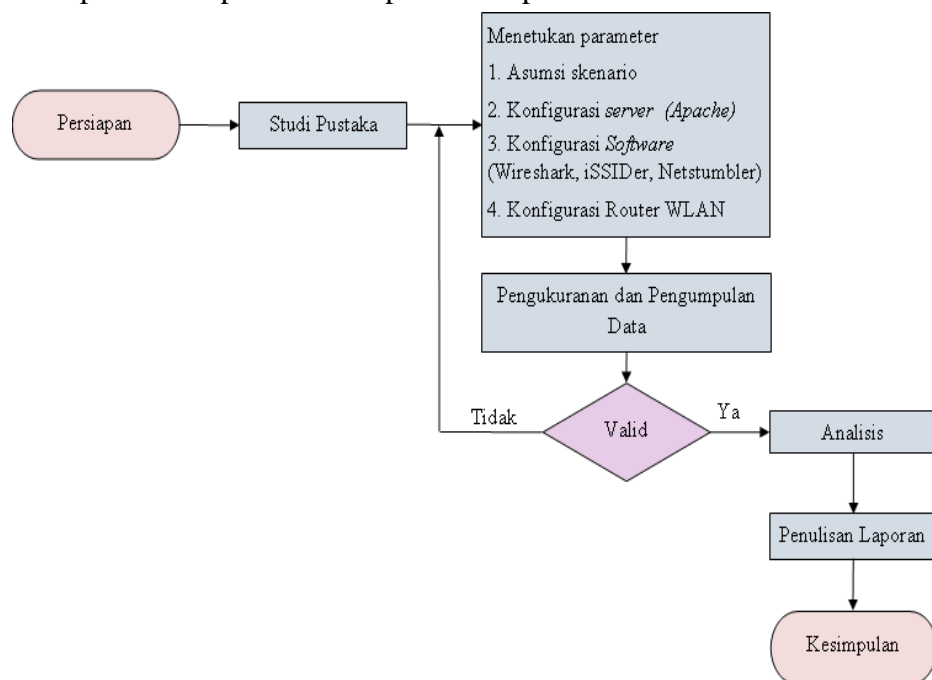 Persiapan
Studi Pustaka
Menetukan parameter
1. Asumsi skenario
2. Konfigurasi server (Apache)
3. Konfigurasi Software
(Wireshark, iSSIDer, Netstumbler)
4. Konfigurasi Router WLAN
Pengukuranan dan Pengumpulan
Data
Valid
Tidak
Ya
Analisis
Penulisan Laporan
Kesimpulan